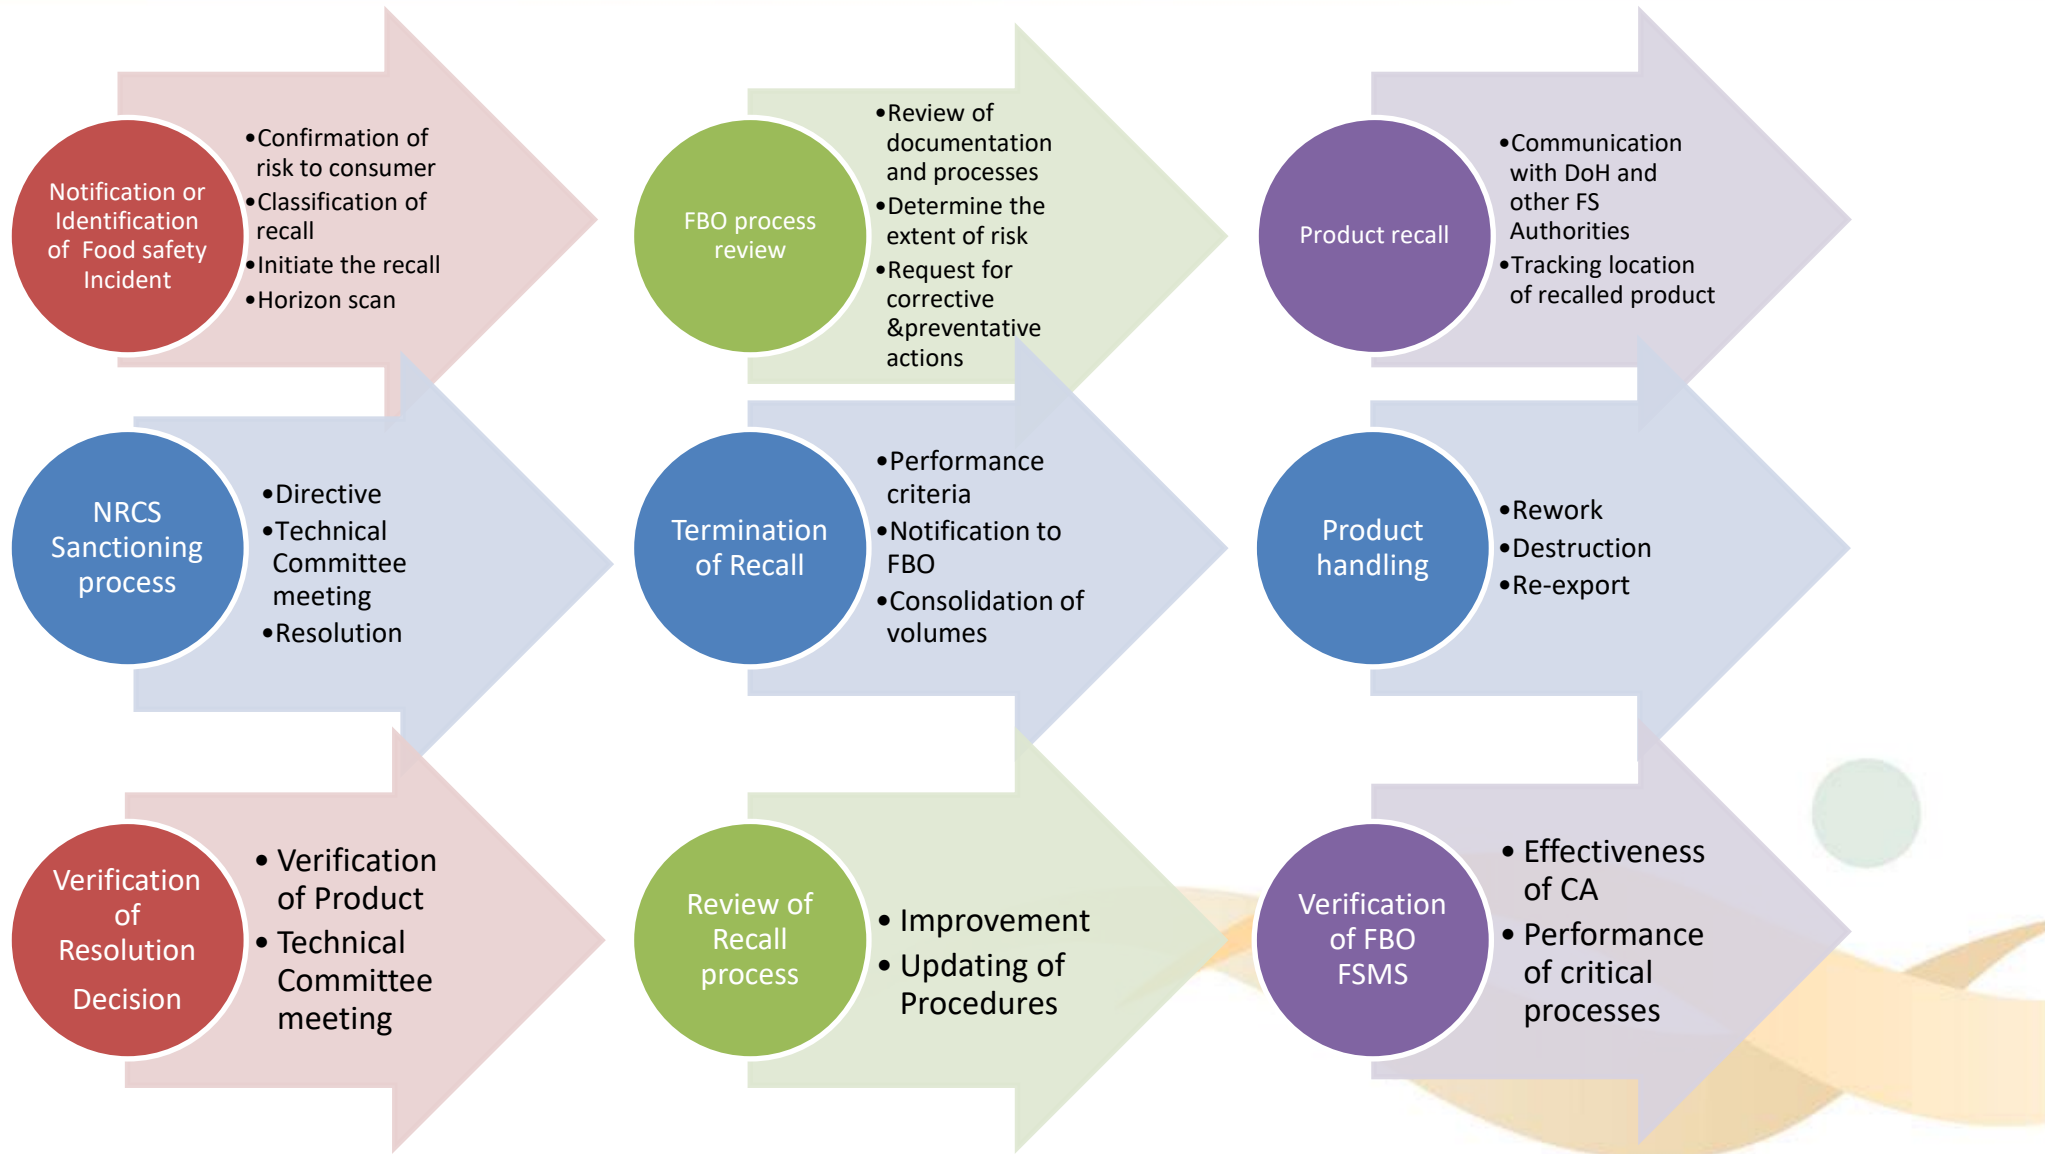 Notification or
Identification
of Food safety
Incident
•Confirmation of
risk to consumer
•Classification of
recall
•Initiate the recall
•Horizon scan
FBO process
review
•Review of
documentation
and processes
•Determine the
extent of risk
•Request for
corrective
&preventative
actions
Product recall
•Communication
with DoH and
other FS
Authorities
•Tracking location
of recalled product
NRCS
Sanctioning
process
•Directive
•Technical
Committee
meeting
•Resolution
Termination
of Recall
•Performance
criteria
•Notification to
FBO
•Consolidation of
volumes
Product
handling
•Rework
•Destruction
•Re-export
Verification
of
Resolution
Decision
• Verification
of Product
• Technical
Committee
meeting
Review of
Recall
process
• Improvement
• Updating of
Procedures
Verification
of FBO
FSMS
• Effectiveness
of CA
• Performance
of critical
processes